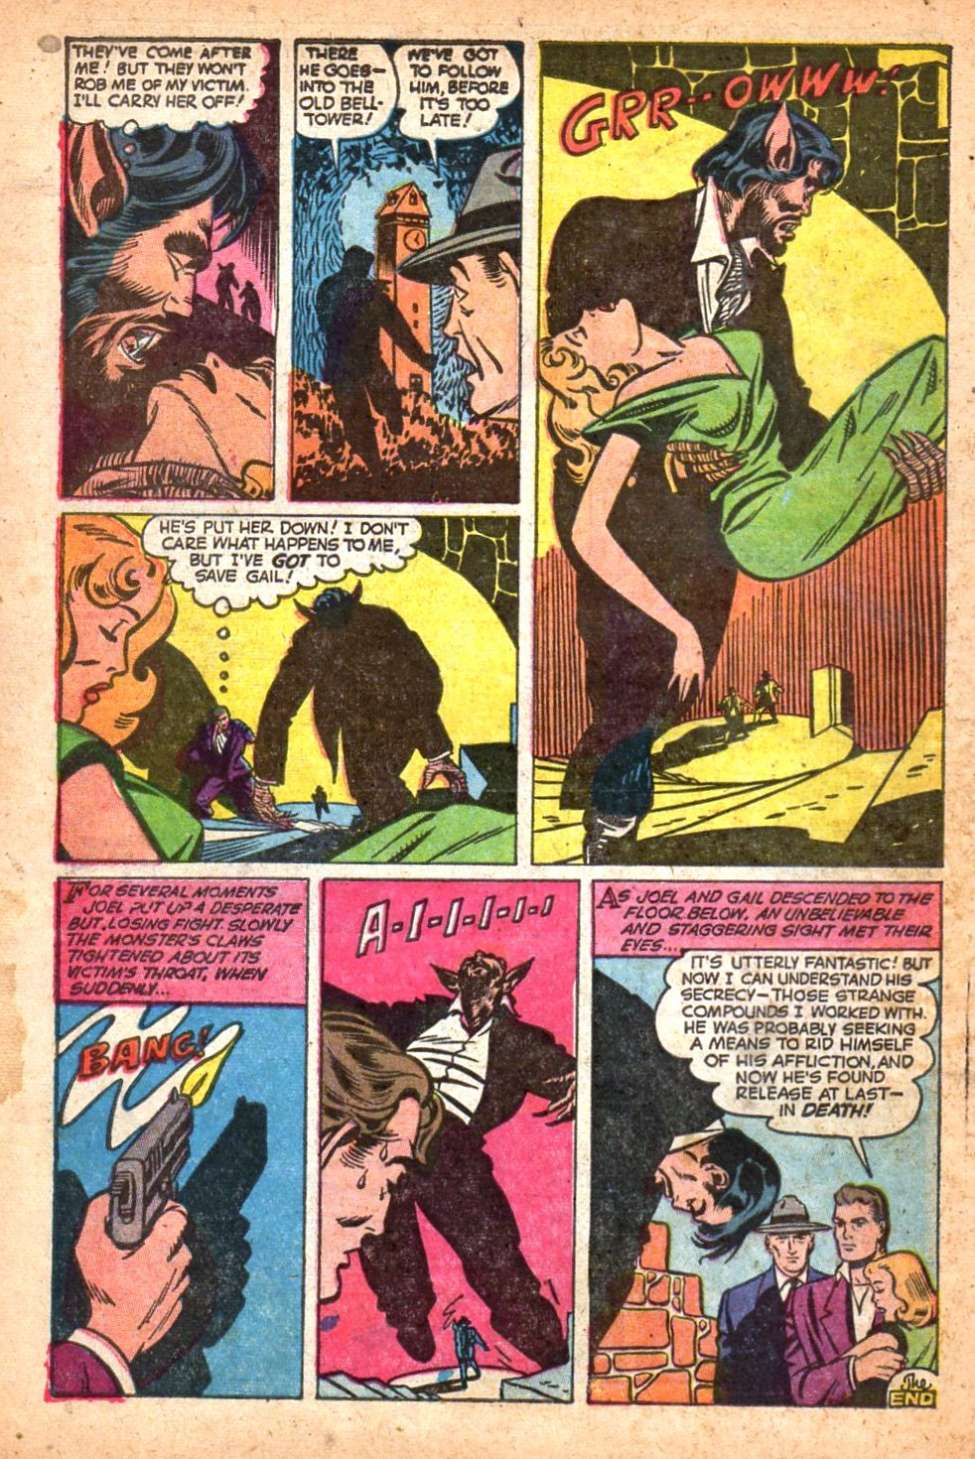 THEY'VE COME AFTER
ME! BUT THEY WON'T
ROB ME OF MY VICTIM.
I'LL CARRY HER OFF!
THERE
HE GOES—
INTO THE
OLD BELL-
TOWER!
WE'VE GOT
TO FOLLOW
HIM, BEFORE
IT'S TOO
LATE!
GRR--OWWW!
HE'S PUT HER DOWN! I DON'T
CARE WHAT HAPPENS TO ME,
BUT I'VE GOT TO
SAVE GAIL!
FOR SEVERAL MOMENTS
JOEL PUT UP A DESPERATE
BUT LOSING FIGHT. SLOWLY
THE MONSTER'S CLAWS
TIGHTENED ABOUT ITS
VICTIM'S THROAT, WHEN
SUDDENLY...
BANG!
A-I-I-I-I-I
AS JOEL AND GAIL DESCENDED TO THE
FLOOR BELOW, AN UNBELIEVABLE
AND STAGGERING SIGHT MET THEIR
EYES...
IT'S UTTERLY FANTASTIC! BUT
NOW I CAN UNDERSTAND HIS
SECRECY—THOSE STRANGE
COMPOUNDS I WORKED WITH.
HE WAS PROBABLY SEEKING
A MEANS TO RID HIMSELF
OF HIS AFFLICTION, AND
NOW HE'S FOUND
RELEASE AT LAST—
IN DEATH!
The
END